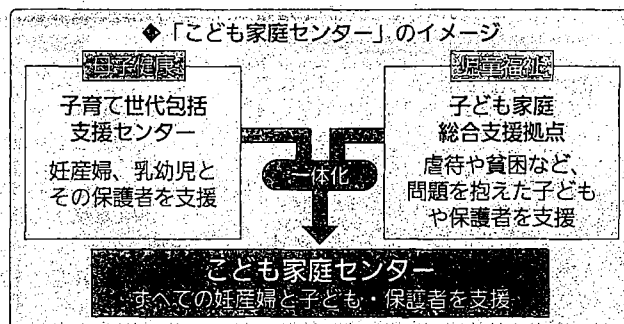 ◆「こども家庭センター」のイメージ
母子健康
子育て世代包括
支援センター
妊産婦、乳幼児と
その保護者を支援
児童福祉
子ども家庭
総合支援拠点
虐待や貧困など、
問題を抱えた子ども
や保護者を支援
一体化
こども家庭センター
すべての妊産婦と子ども・保護者を支援